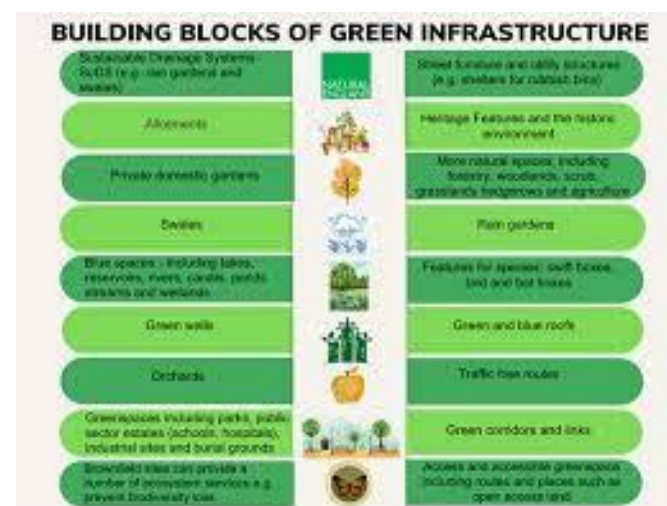 BUILDING BLOCKS OF GREEN INFRASTRUCTURE
Sustainable Drainage Systems
SuDS (e.g. rain gardens and
swales)
NATURAL
ENGLAND
Street furniture and utility structures
(e.g. shelters for rubbish bins)
Allotments
Heritage Features and the historic
environment
Private domestic gardens
More natural spaces, including
forestry, woodlands, scrub,
grasslands hedgerows and agriculture
Swales
Rain gardens
Blue spaces - including lakes,
reservoirs, rivers, canals, ponds
streams and wetlands
Features for species: swift boxes,
bird and bat boxes
Green walls
Green and blue roofs
Orchards
Traffic free routes
Greenspaces including parks, public
sector estates (schools, hospitals),
industrial sites and burial grounds
Green corridors and links
Brownfield sites can provide a
number of ecosystem services e.g.
prevent biodiversity loss
Access and accessible greenspace
including routes and places such as
open access land